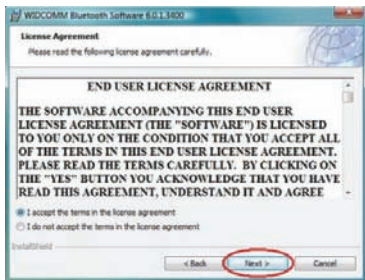 WIDCOMM Bluetooth Software 6.0.1.3400
License Agreement
Please read the following license agreement carefully.
END USER LICENSE AGREEMENT
THE SOFTWARE ACCOMPANYING THIS END USER
LICENSE AGREEMENT (THE "SOFTWARE") IS LICENSED
TO YOU ONLY ON THE CONDITION THAT YOU ACCEPT ALL
OF THE TERMS IN THIS END USER LICENSE AGREEMENT.
PLEASE READ THE TERMS CAREFULLY. BY CLICKING ON
THE "YES" BUTTON YOU ACKNOWLEDGE THAT YOU HAVE
READ THIS AGREEMENT, UNDERSTAND IT AND AGREE
I accept the terms in the license agreement
I do not accept the terms in the license agreement
InstallShield
< Back Next > Cancel